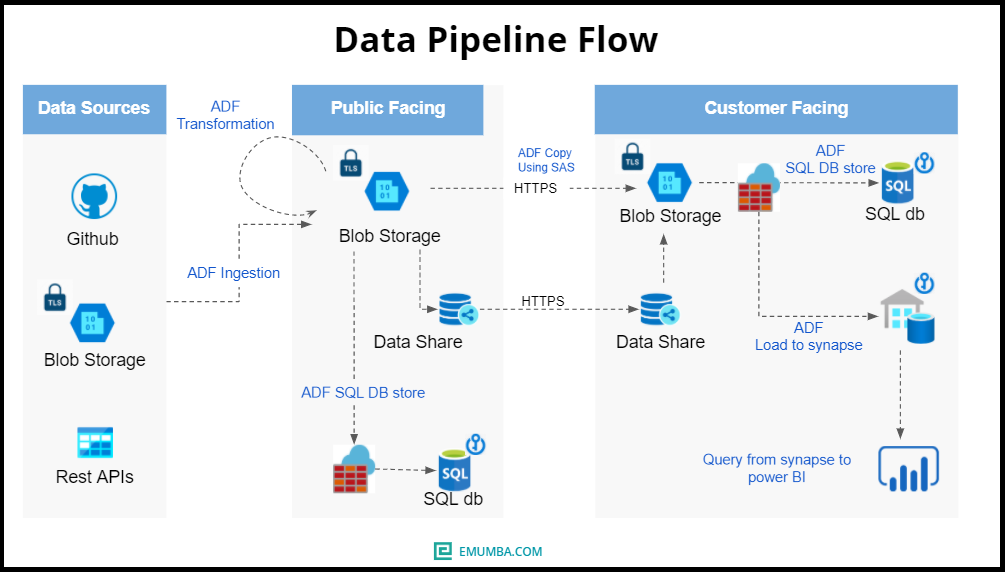 Data Pipeline Flow
Data Sources
Public Facing
Customer Facing
ADF
Transformation
TLS
10
01
Blob Storage
ADF Copy
Using SAS
HTTPS
TLS
10
01
Blob Storage
ADF
SQL DB store
SQL
SQL db
Github
ADF Ingestion
TLS
10
01
Blob Storage
Data Share
HTTPS
Data Share
ADF
Load to synapse
ADF SQL DB store
Rest APIs
SQL
SQL db
Query from synapse to
power BI
EMUMBA.COM